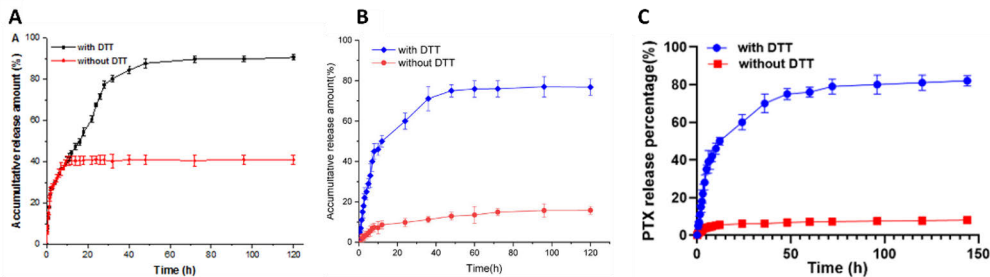 A
A
Accumulative release amount (%)
100
80
60
40
20
0
with DTT
without DTT
0 20 40 60 80 100 120
Time (h)
B
Accumultative release amount(%)
100
80
60
40
20
0
with DTT
without DTT
0 20 40 60 80 100 120
Time(h)
C
PTX release percentage(%)
100
80
60
40
20
0
with DTT
without DTT
0 50 100 150
Time (h)